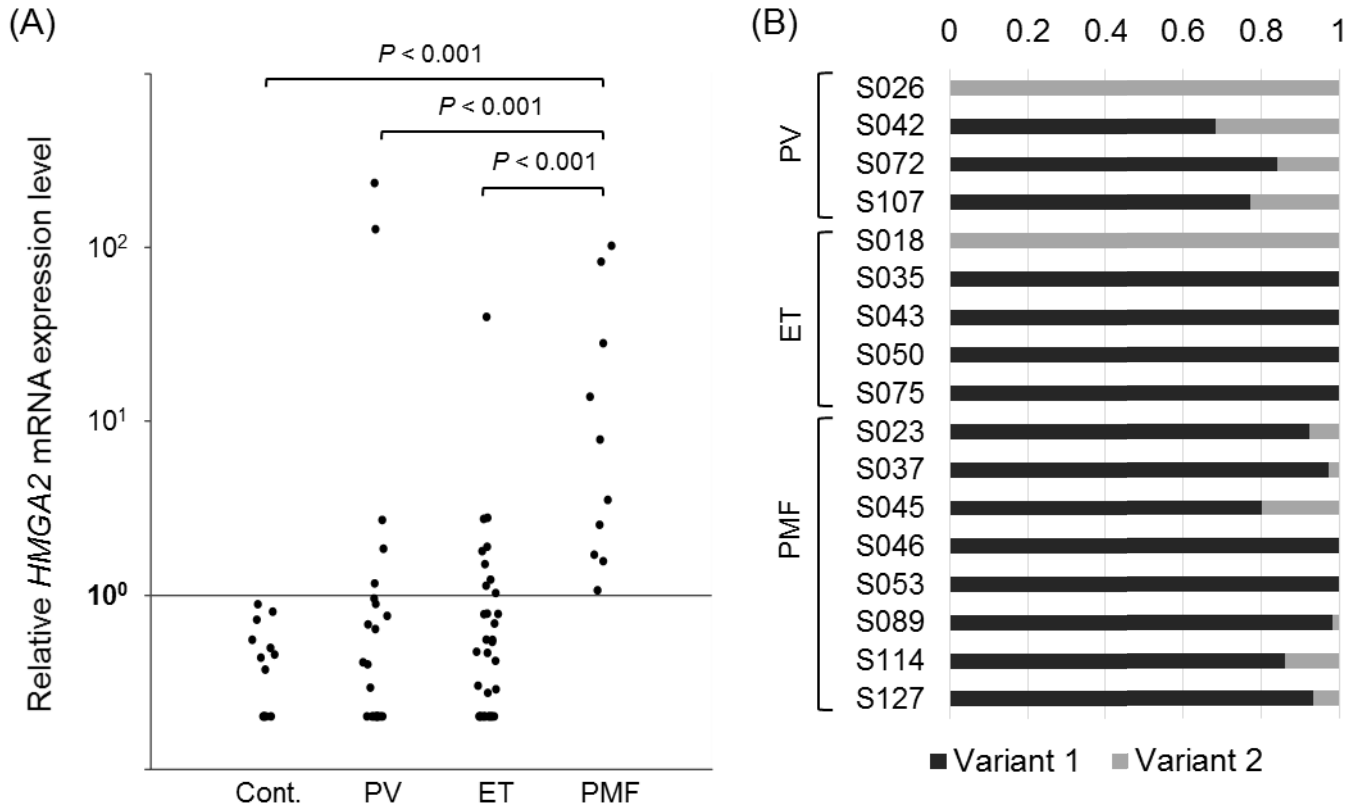 (A)
P < 0.001
P < 0.001
P < 0.001
Relative HMGA2 mRNA expression level
10²
10¹
10⁰
Cont. PV ET PMF
(B)
0 0.2 0.4 0.6 0.8 1
PV
S026
S042
S072
S107
ET
S018
S035
S043
S050
S075
PMF
S023
S037
S045
S046
S053
S089
S114
S127
Variant 1 Variant 2